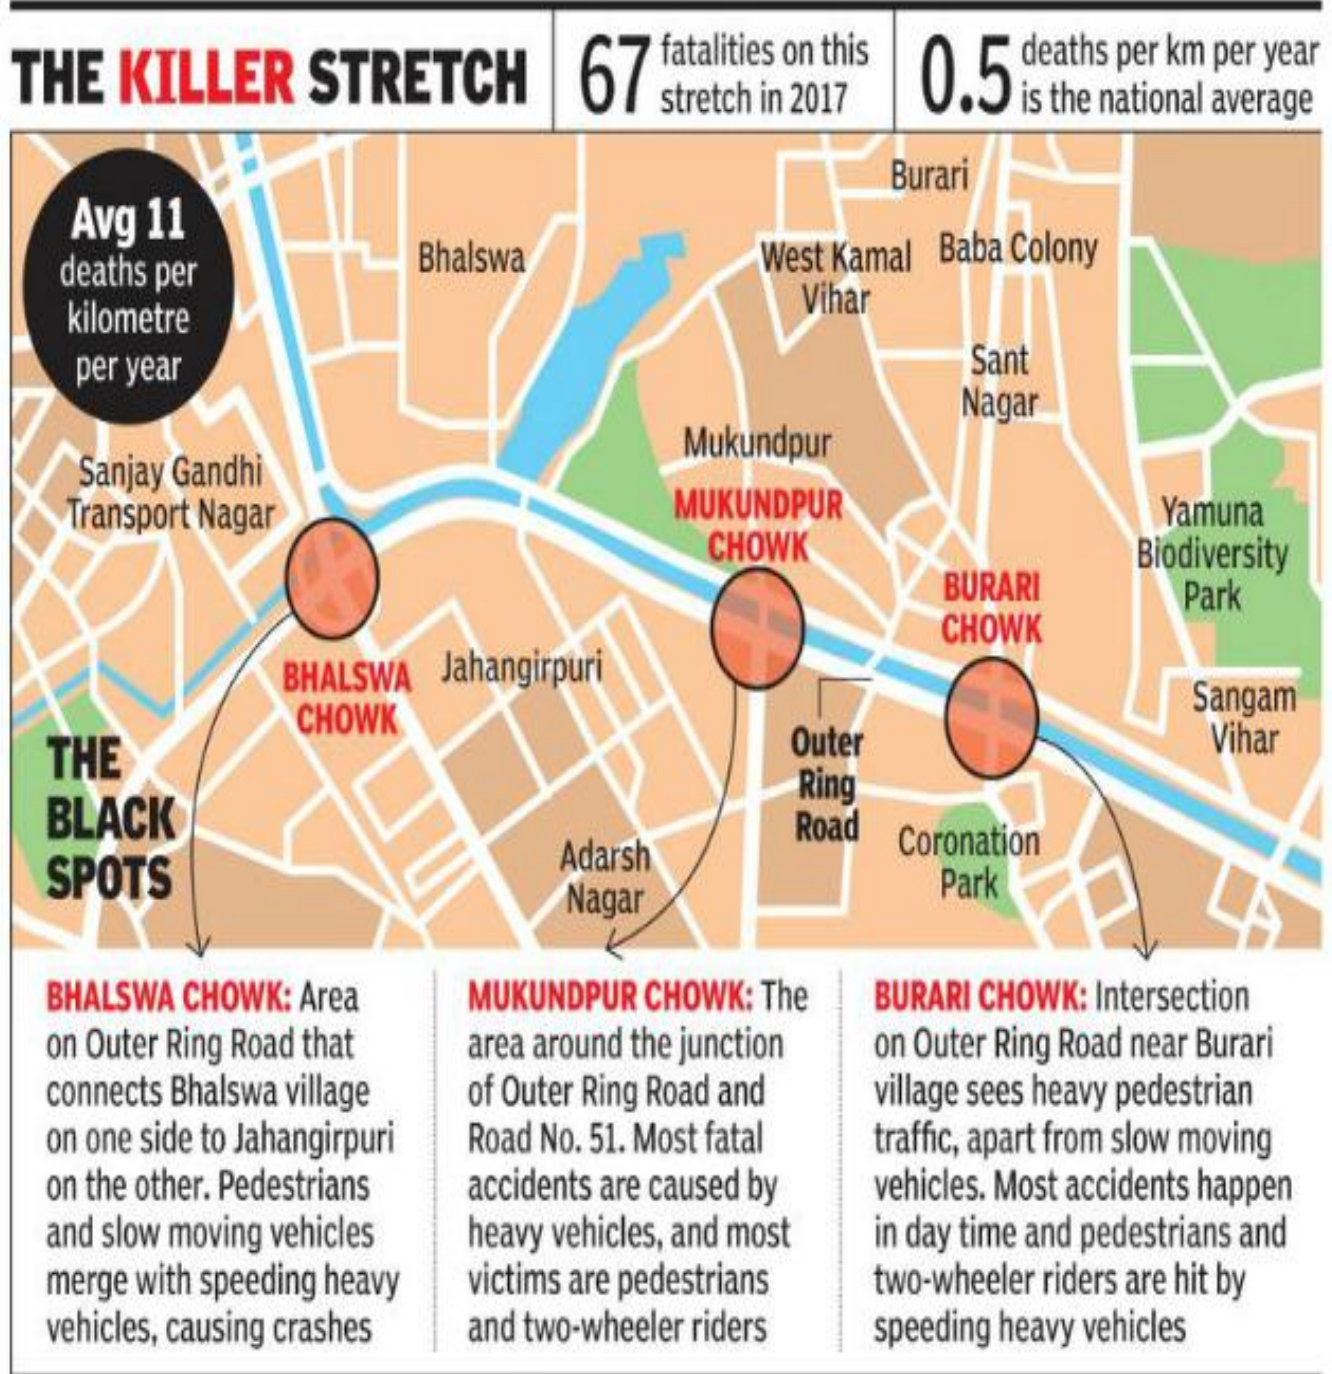 THE KILLER STRETCH
67 fatalities on this
stretch in 2017
0.5 deaths per km per year
is the national average
Avg 11
deaths per
kilometre
per year
Burari
Bhalswa
West Kamal
Vihar
Baba Colony
Sant
Nagar
Mukundpur
Sanjay Gandhi
Transport Nagar
MUKUNDPUR
CHOWK
Yamuna
Biodiversity
Park
BURARI
CHOWK
Jahangirpuri
BHALSWA
CHOWK
Sangam
Vihar
Outer
Ring
Road
THE
BLACK
SPOTS
Adarsh
Nagar
Coronation
Park
BHALSWA CHOWK: Area
on Outer Ring Road that
connects Bhalswa village
on one side to Jahangirpuri
on the other. Pedestrians
and slow moving vehicles
merge with speeding heavy
vehicles, causing crashes
MUKUNDPUR CHOWK: The
area around the junction
of Outer Ring Road and
Road No. 51. Most fatal
accidents are caused by
heavy vehicles, and most
victims are pedestrians
and two-wheeler riders
BURARI CHOWK: Intersection
on Outer Ring Road near Burari
village sees heavy pedestrian
traffic, apart from slow moving
vehicles. Most accidents happen
in day time and pedestrians and
two-wheeler riders are hit by
speeding heavy vehicles